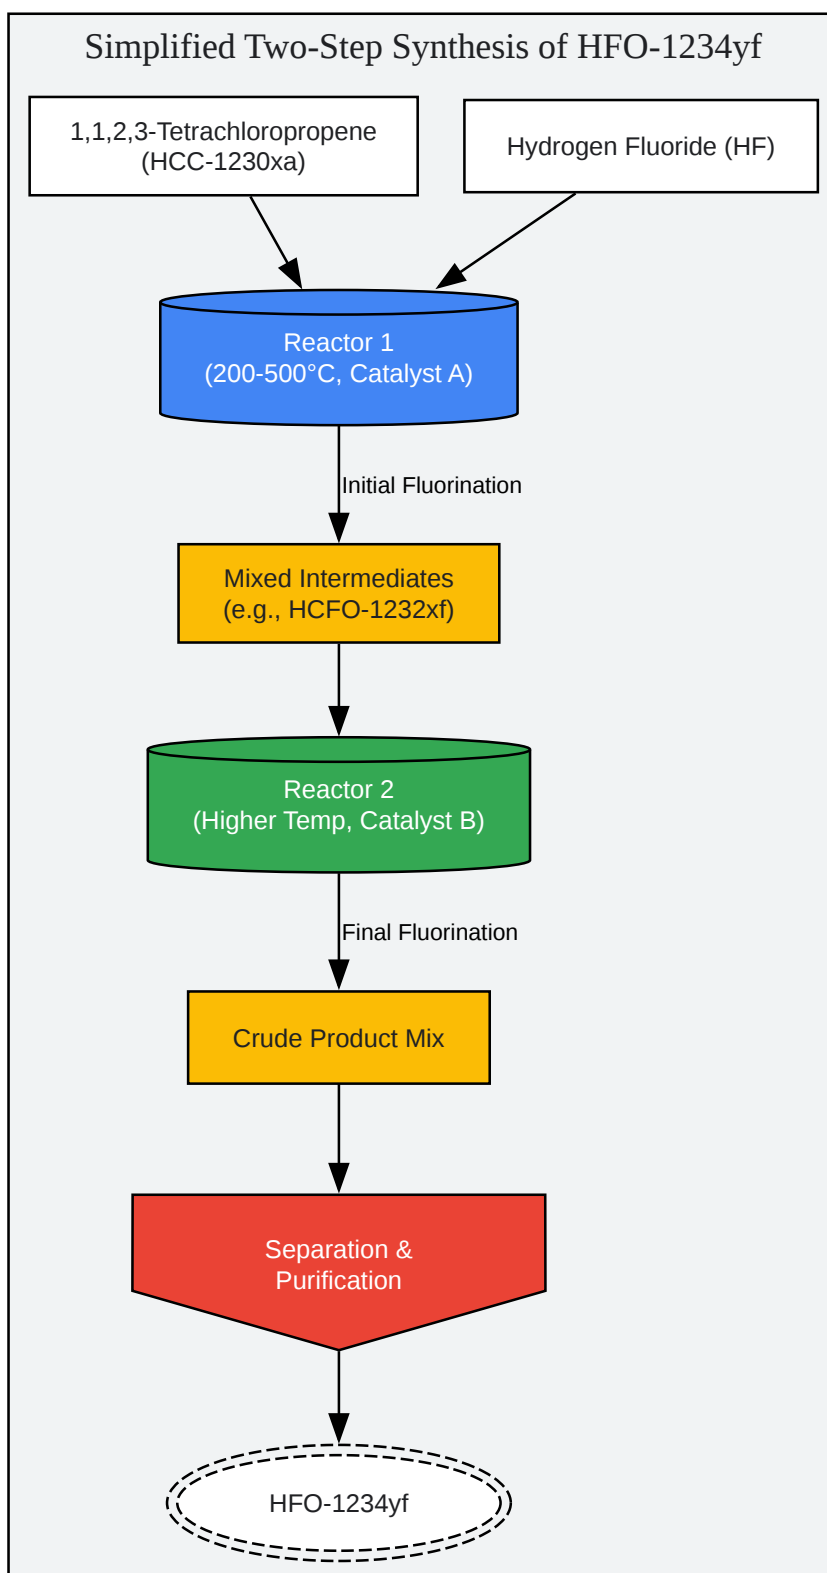 Simplified Two-Step Synthesis of HFO-1234yf
1,1,2,3-Tetrachloropropene
(HCC-1230xa)
Hydrogen Fluoride (HF)
Reactor 1
(200-500°C, Catalyst A)
Initial Fluorination
Mixed Intermediates
(e.g., HCFO-1232xf)
Reactor 2
(Higher Temp, Catalyst B)
Final Fluorination
Crude Product Mix
Separation &
Purification
HFO-1234yf